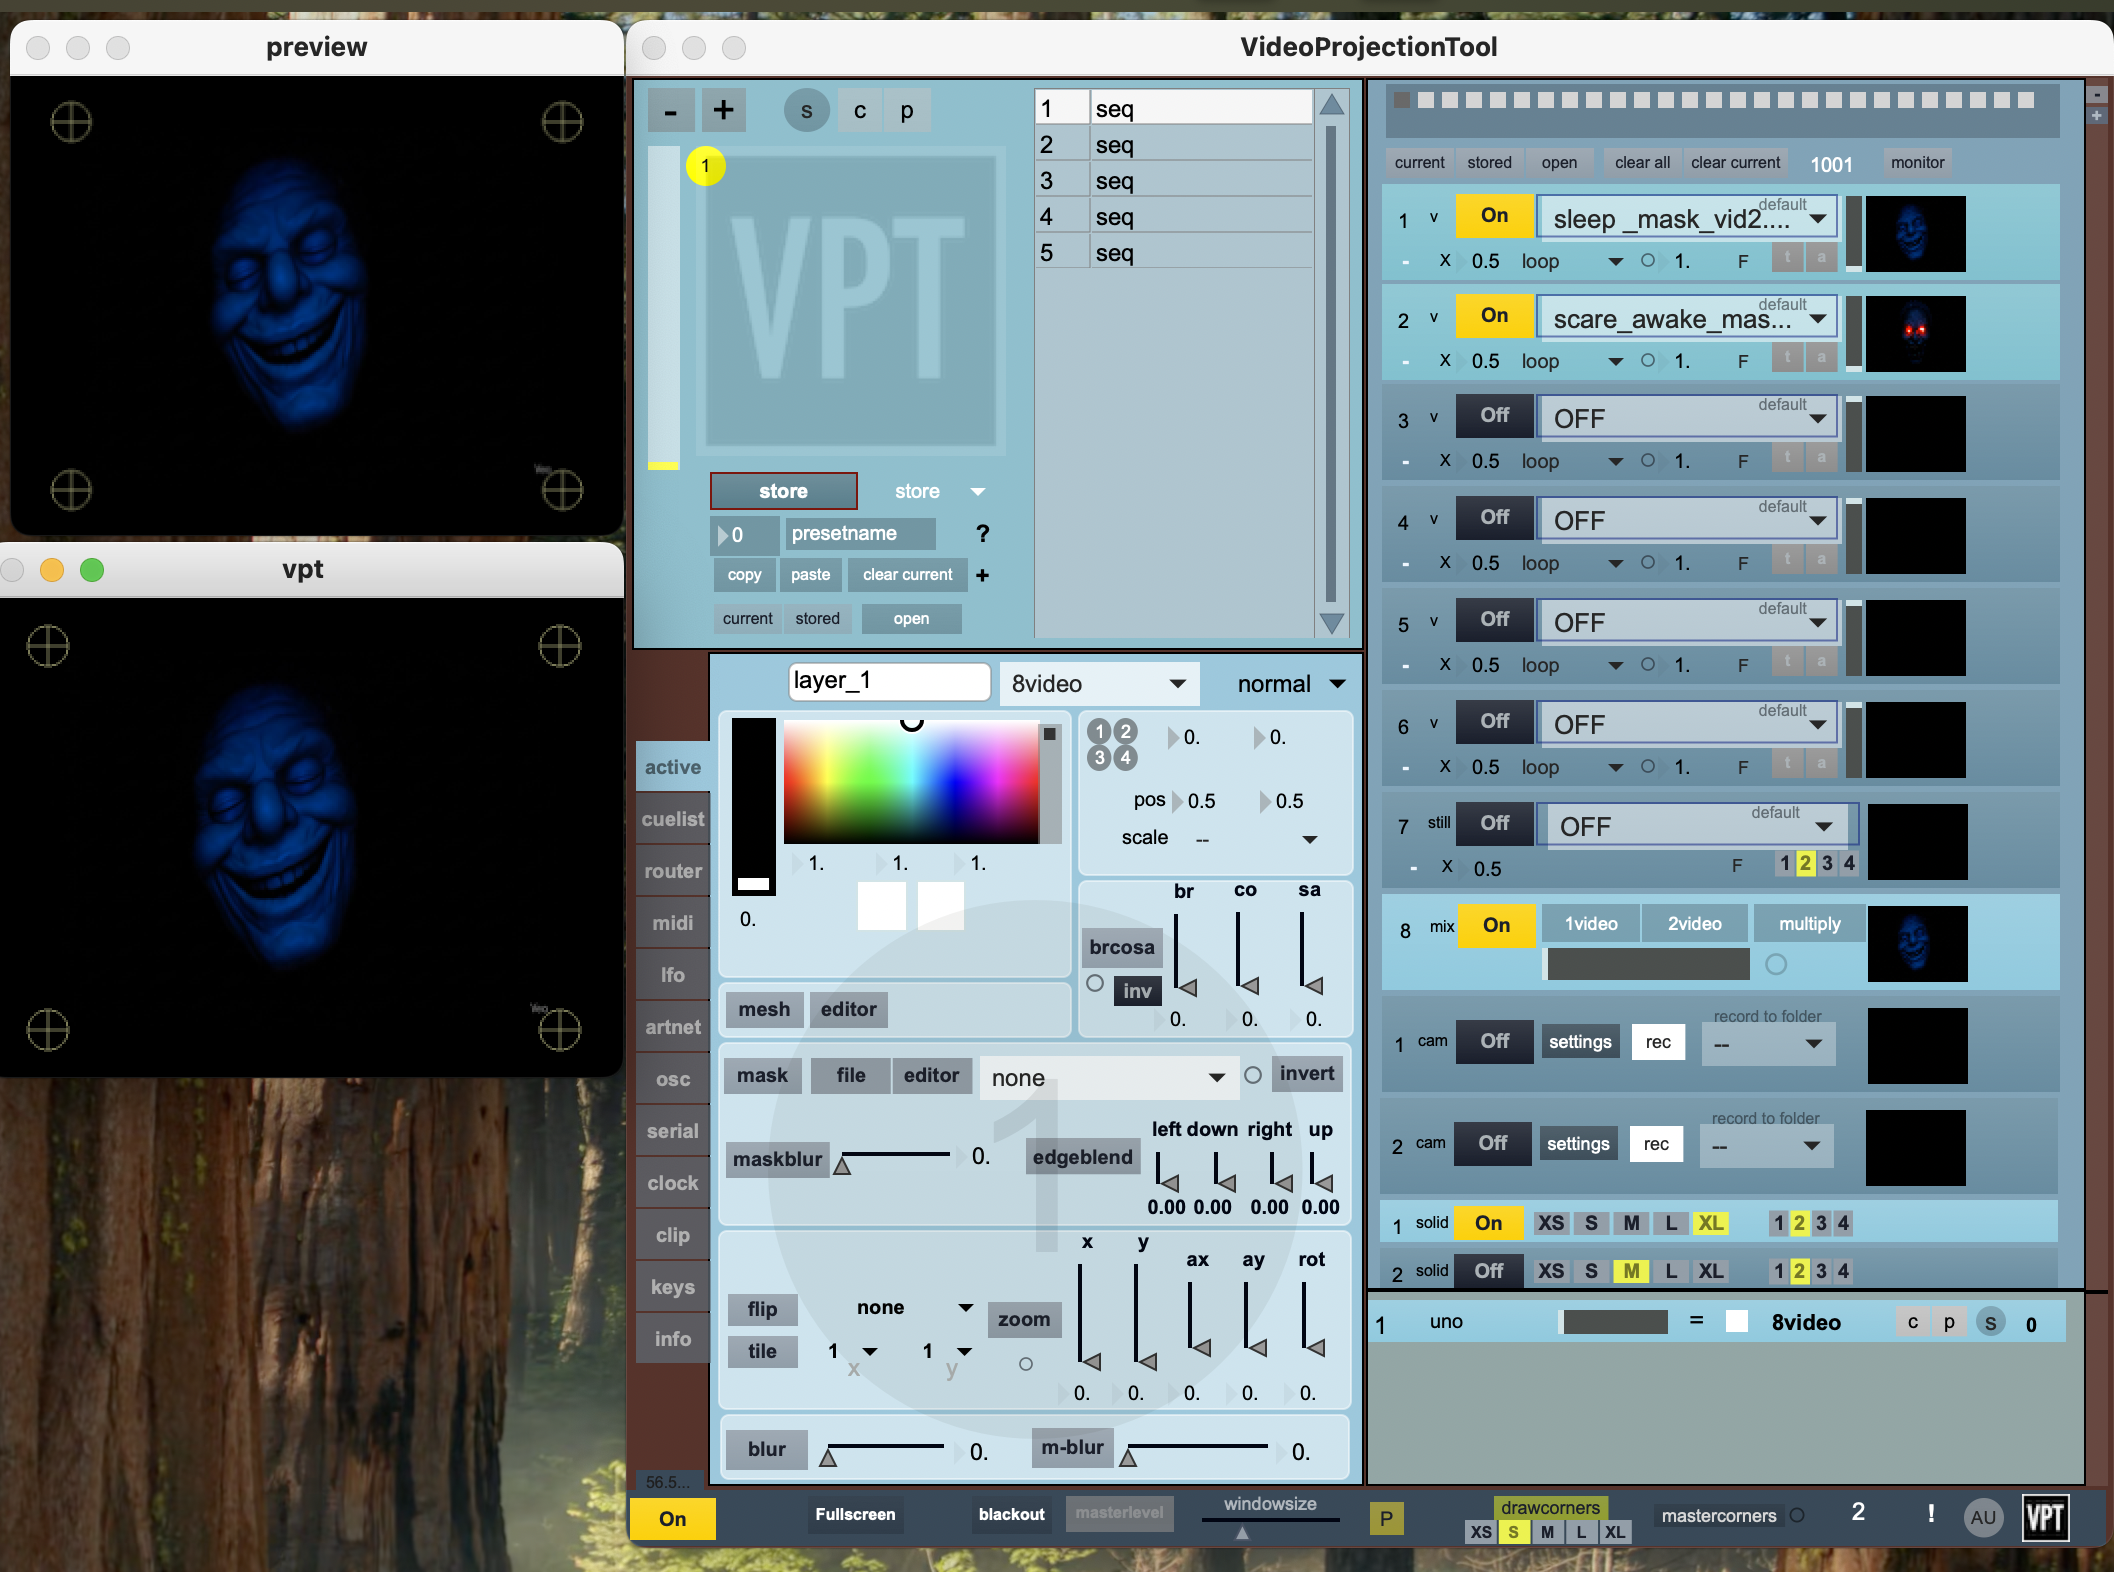 preview
VideoProjectionTool
- + s c p
1
VPT
1 seq
2 seq
3 seq
4 seq
5 seq
store store
0 presetname ?
copy paste clear current +
current stored open
vpt
layer_1 8video normal
active
cuelist
router
midi
lfo
artnet
osc
serial
clock
clip
keys
info
56.5...
1. 1. 1.
0.
1 2
3 4
0. 0.
pos 0.5 0.5
scale --
br co sa
brcosa
inv
0. 0. 0.
mesh editor
mask file editor none invert
1
left down right up
maskblur 0. edgeblend
0.00 0.00 0.00 0.00
x y ax ay rot
flip none zoom
tile 1 1
x y
0. 0. 0. 0. 0.
blur 0. m-blur 0.
current stored open clear all clear current 1001 monitor
1 v On sleep _mask_vid2.... default
- X 0.5 loop 1. F t a
2 v On scare_awake_mas... default
- X 0.5 loop 1. F t a
3 v Off OFF default
- X 0.5 loop 1. F t a
4 v Off OFF default
- X 0.5 loop 1. F t a
5 v Off OFF default
- X 0.5 loop 1. F t a
6 v Off OFF default
- X 0.5 loop 1. F t a
7 still Off OFF default
- X 0.5 F 1 2 3 4
8 mix On 1video 2video multiply
1 cam Off settings rec record to folder --
2 cam Off settings rec record to folder --
1 solid On XS S M L XL 1 2 3 4
2 solid Off XS S M L XL 1 2 3 4
1 uno = 8video c p S 0
-
+
On Fullscreen blackout masterlevel windowsize P drawcorners mastercorners 2 ! AU VPT
XS S M L XL